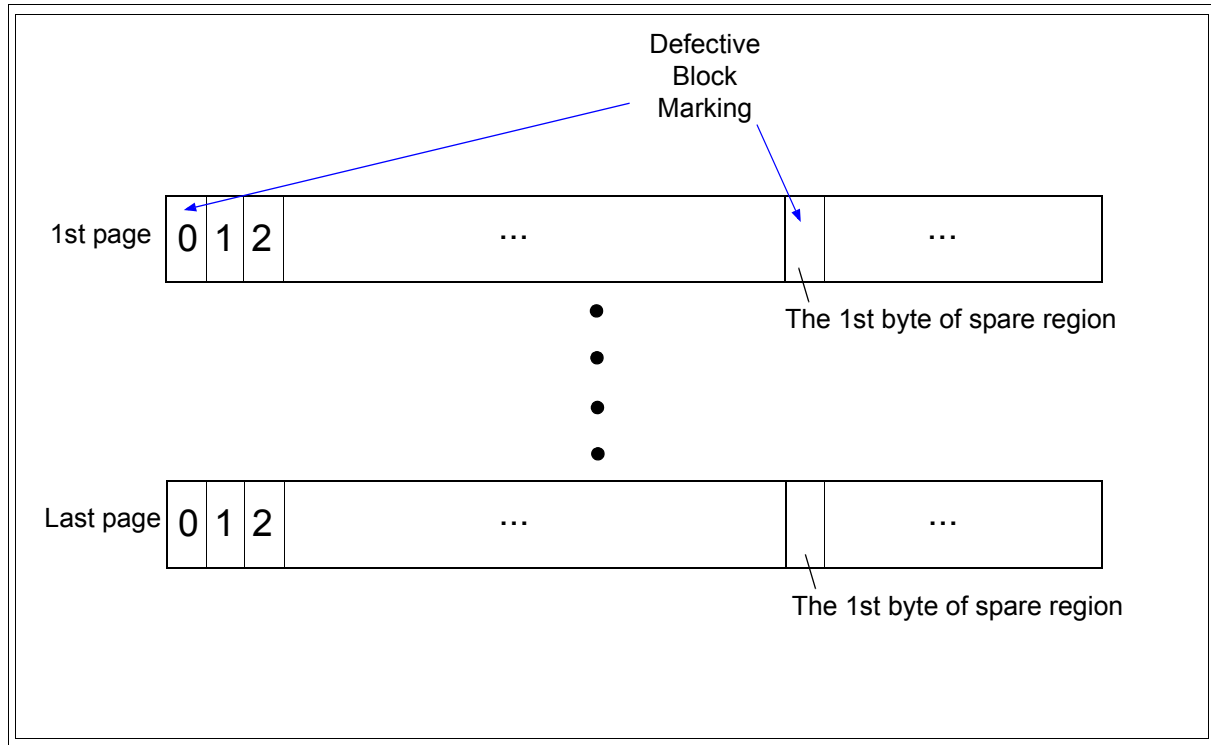 Defective
Block
Marking
1st page 0 1 2 ... ...
The 1st byte of spare region
Last page 0 1 2 ... ...
The 1st byte of spare region